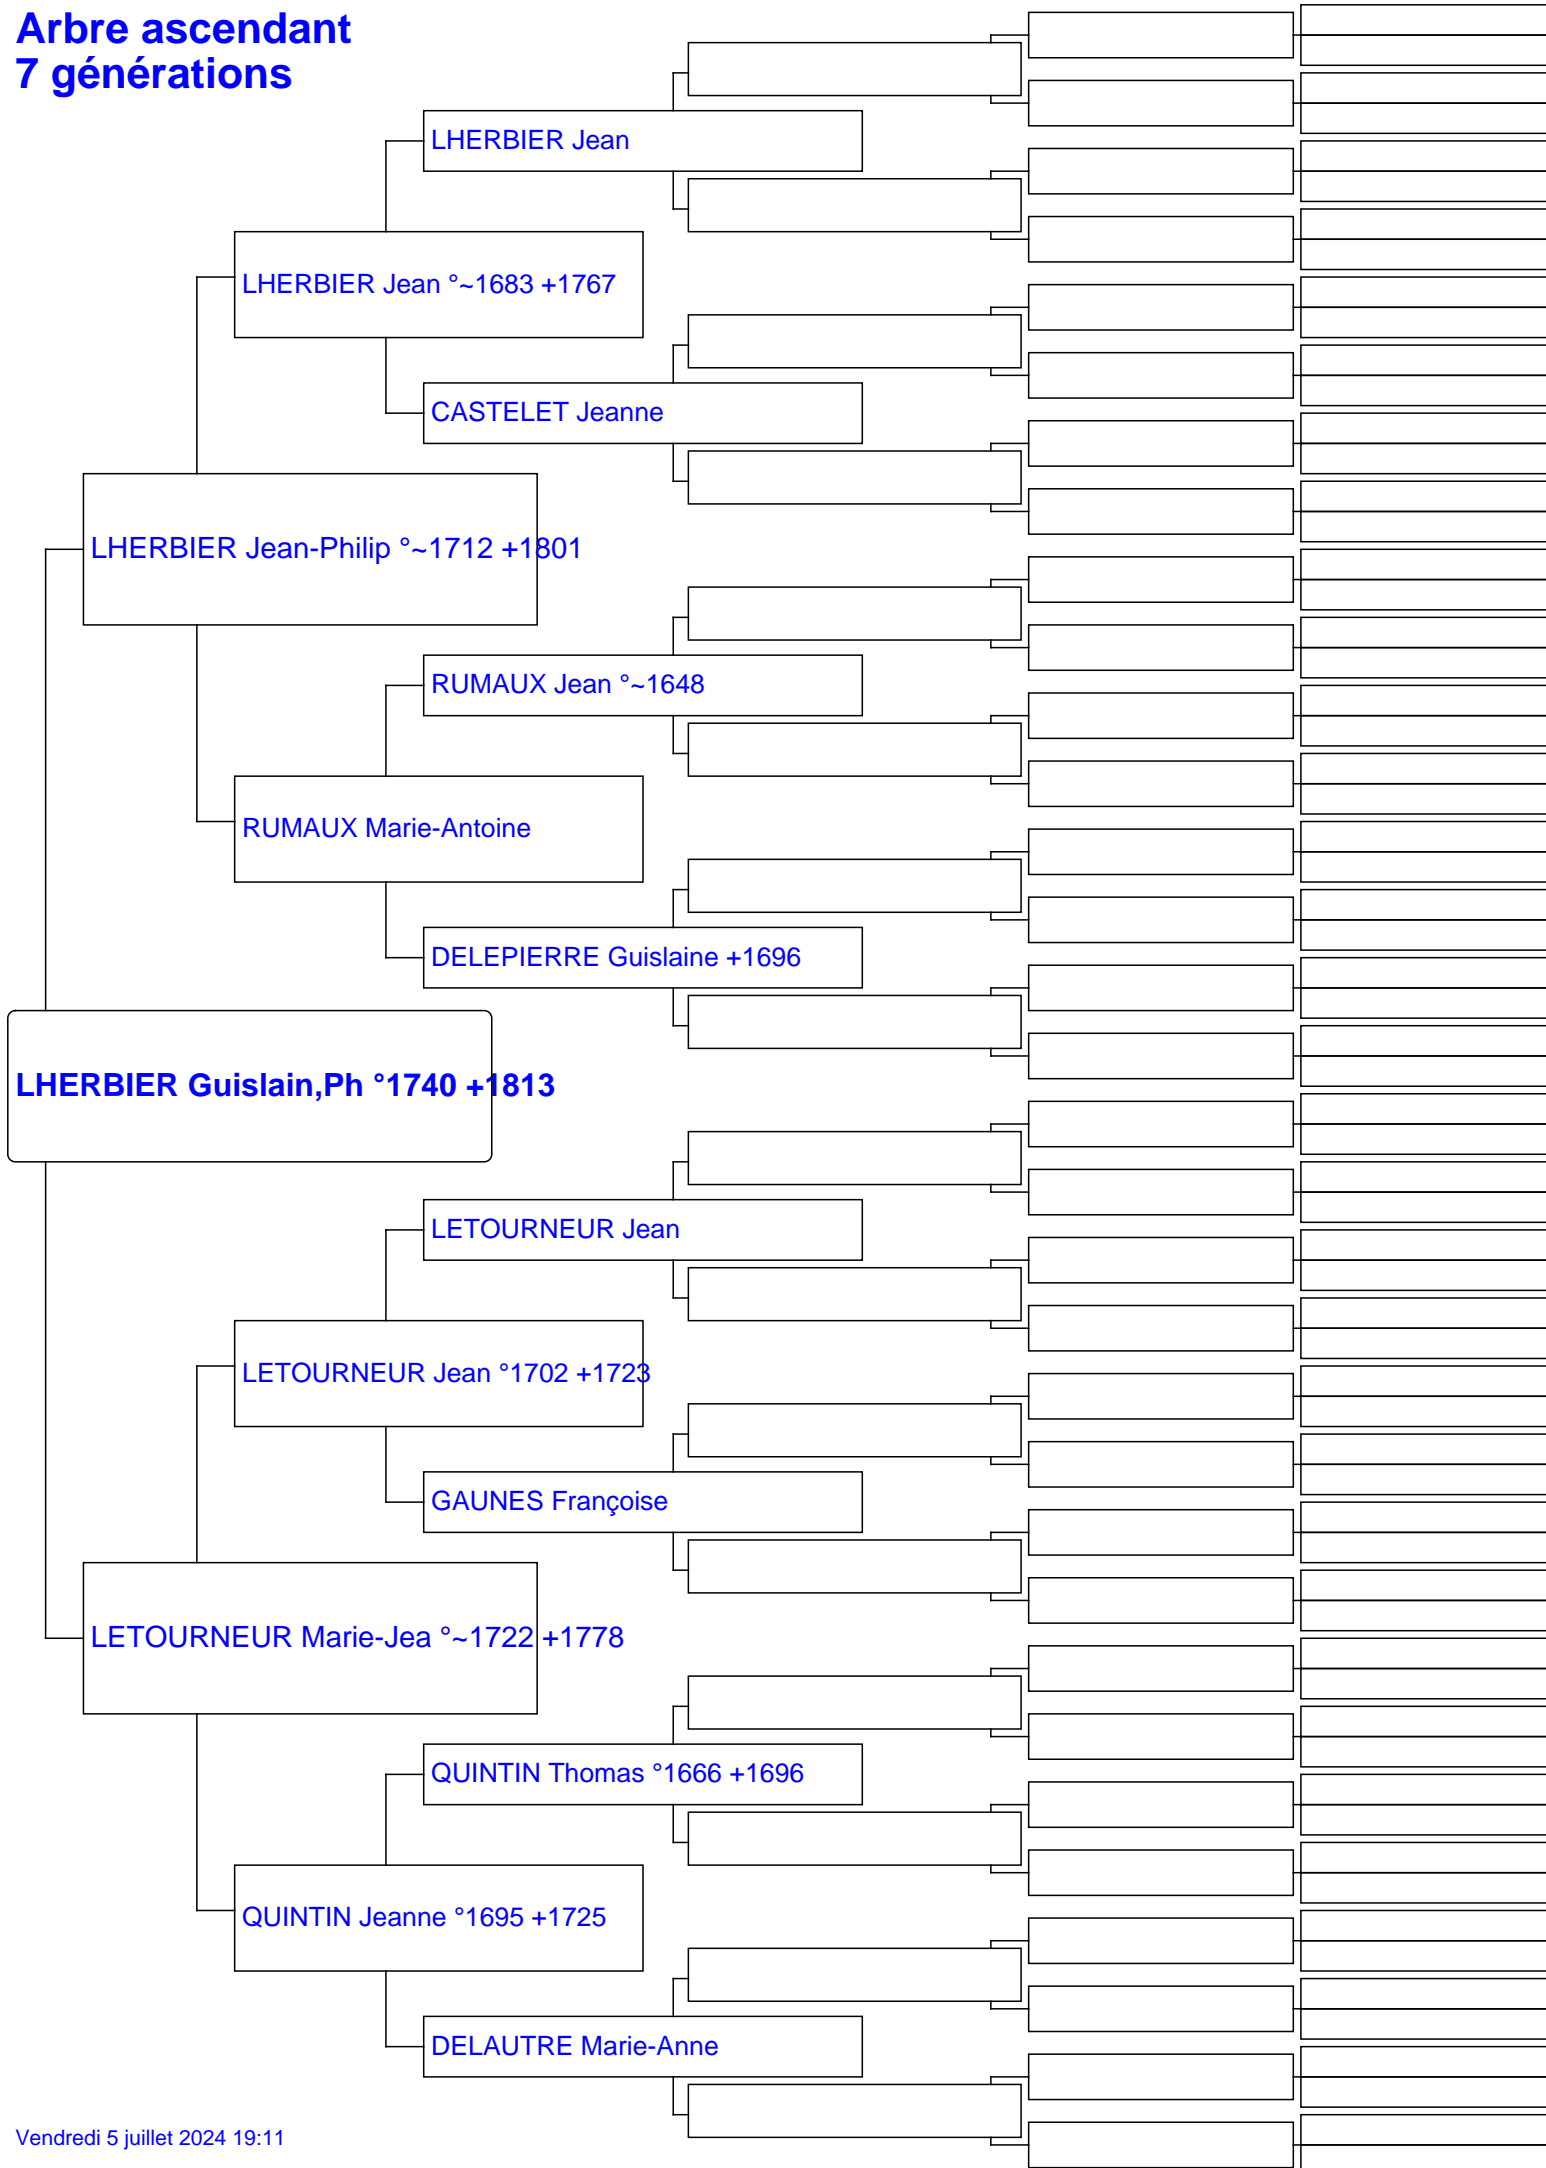 Arbre ascendant
7 générations
LHERBIER Jean
LHERBIER Jean °~1683 +1767
CASTELET Jeanne
LHERBIER Jean-Philip °~1712 +1801
RUMAUX Jean °~1648
RUMAUX Marie-Antoine
DELEPIERRE Guislaine +1696
LHERBIER Guislain,Ph °1740 +1813
LETOURNEUR Jean
LETOURNEUR Jean °1702 +1723
GAUNES Françoise
LETOURNEUR Marie-Jea °~1722 +1778
QUINTIN Thomas °1666 +1696
QUINTIN Jeanne °1695 +1725
DELAUTRE Marie-Anne
Vendredi 5 juillet 2024 19:11